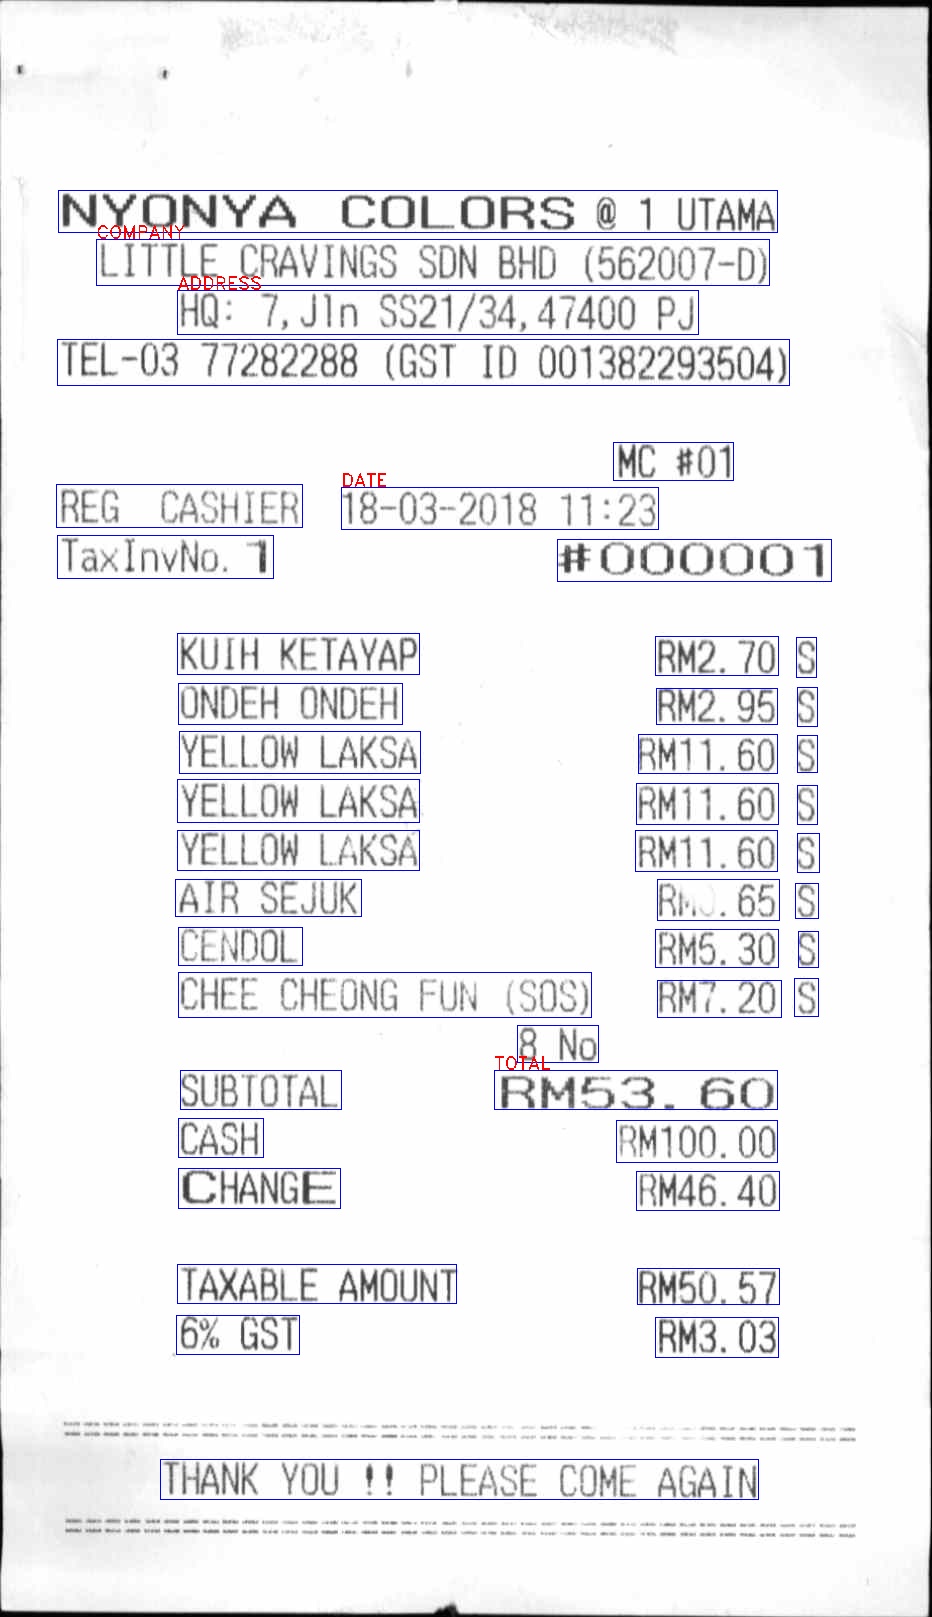 NYONYA COLORS @ 1 UTAMA
COMPANY
LITTLE CRAVINGS SDN BHD (562007-D)
ADDRESS
HQ: 7, Jln SS21/34, 47400 PJ
TEL-03 77282288 (GST ID 001382293504)
MC #01
DATE
REG CASHIER 18-03-2018 11:23
TaxInvNo. 1 #000001
KUIH KETAYAP RM2.70 S
ONDEH ONDEH RM2.95 S
YELLOW LAKSA RM11.60 S
YELLOW LAKSA RM11.60 S
YELLOW LAKSA RM11.60 S
AIR SEJUK RM0.65 S
CENDOL RM5.30 S
CHEE CHEONG FUN (SOS) RM7.20 S
8 No
TOTAL
SUBTOTAL RM53.60
CASH RM100.00
CHANGE RM46.40
TAXABLE AMOUNT RM50.57
6% GST RM3.03
THANK YOU !! PLEASE COME AGAIN